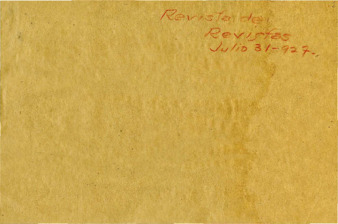 Revista de
Revistas
Julio 31-927-.